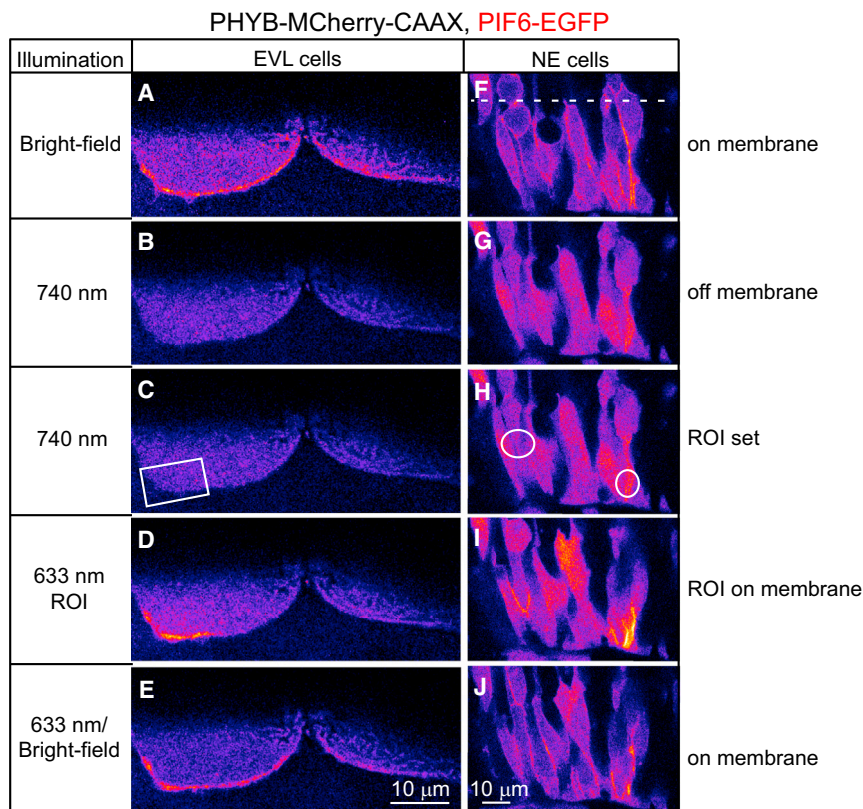 PHYB-MCherry-CAAX, PIF6-EGFP
Illumination EVL cells NE cells
A F
Bright-field on membrane
B G
740 nm off membrane
C H
740 nm ROI set
D I
633 nm
ROI ROI on membrane
E J
633 nm/
Bright-field on membrane
10 μm 10 μm